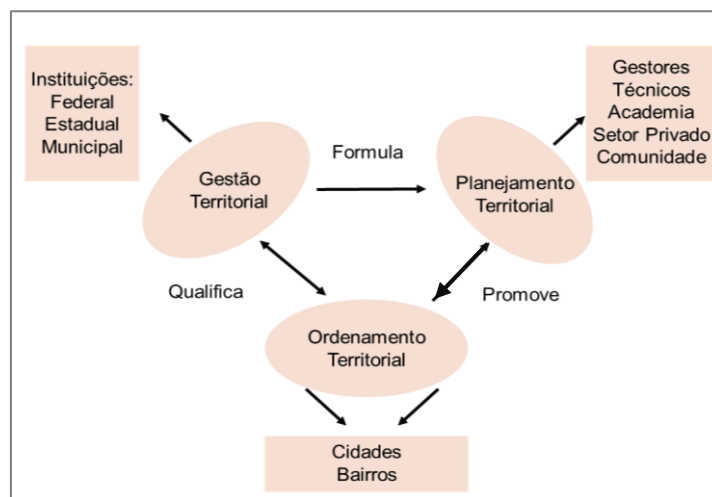 Instituições:
Federal
Estadual
Municipal
Gestores
Técnicos
Academia
Setor Privado
Comunidade
Formula
Gestão
Territorial
Planejamento
Territorial
Qualifica
Promove
Ordenamento
Territorial
Cidades
Bairros